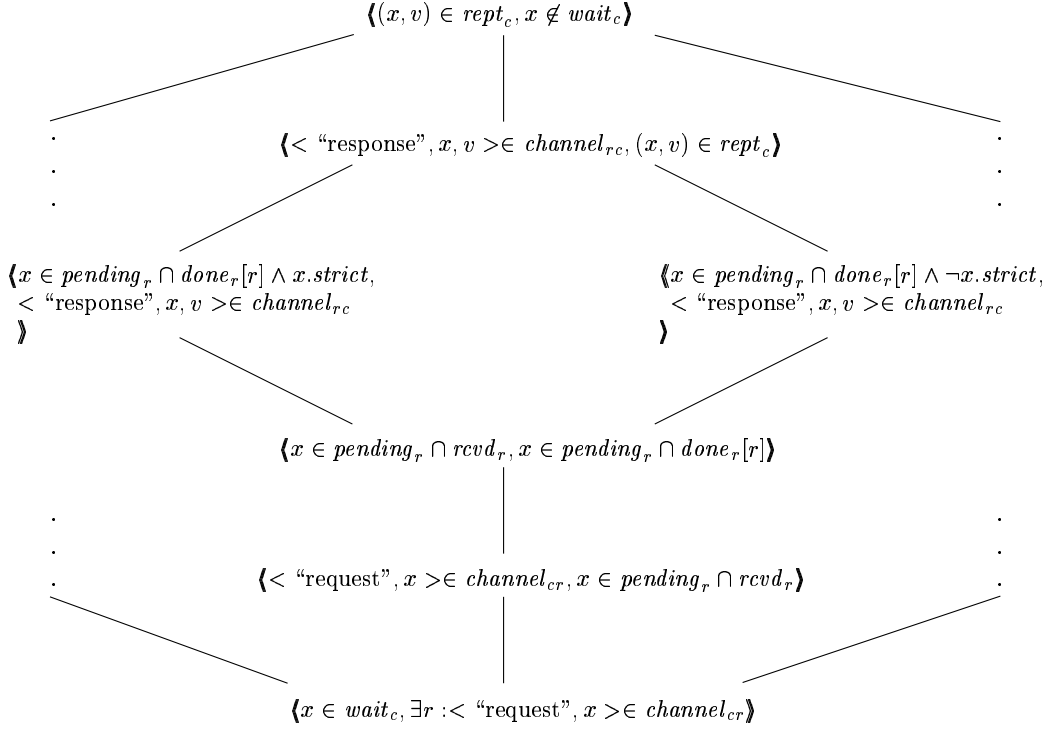 ⟪(x, v) ∈ rept_c, x ∉ wait_c⟫
⟪< “response”, x, v >∈ channel_rc, (x, v) ∈ rept_c⟫
⟪x ∈ pending_r ∩ done_r[r] ∧ x.strict,
< “response”, x, v >∈ channel_rc
⟫
⟪x ∈ pending_r ∩ done_r[r] ∧ ¬x.strict,
< “response”, x, v >∈ channel_rc
⟫
⟪x ∈ pending_r ∩ rcvd_r, x ∈ pending_r ∩ done_r[r]⟫
⟪< “request”, x >∈ channel_cr, x ∈ pending_r ∩ rcvd_r⟫
⟪x ∈ wait_c, ∃r :< “request”, x >∈ channel_cr⟫